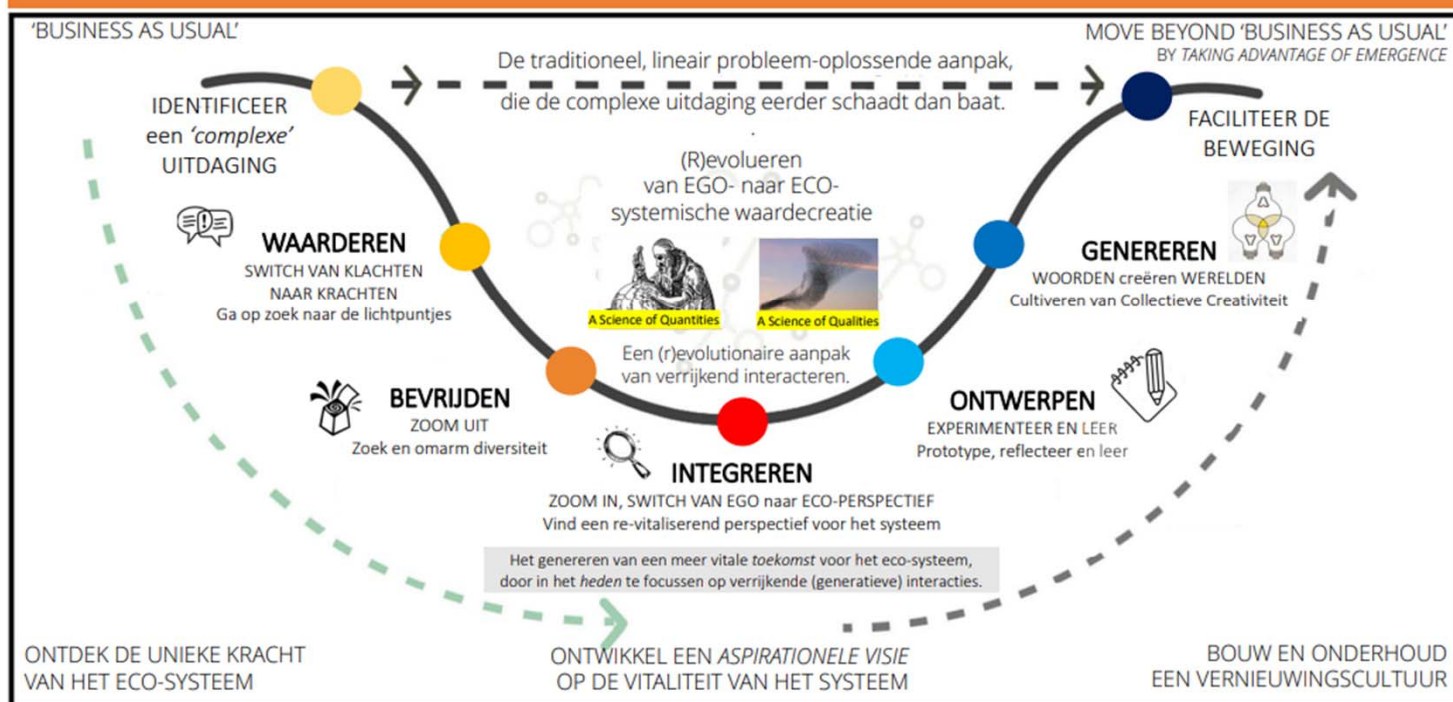 'BUSINESS AS USUAL'
MOVE BEYOND 'BUSINESS AS USUAL'
BY TAKING ADVANTAGE OF EMERGENCE
De traditioneel, lineair probleem-oplossende aanpak,
die de complexe uitdaging eerder schaadt dan baat.
.
IDENTIFICEER
een 'complexe'
UITDAGING
FACILITEER DE
BEWEGING
(R)evolueren
van EGO- naar ECO-
systemische waardecreatie
A Science of Quantities
A Science of Qualities
Een (r)evolutionaire aanpak
van verrijkend interacteren.
WAARDEREN
SWITCH VAN KLACHTEN
NAAR KRACHTEN
Ga op zoek naar de lichtpuntjes
BEVRIJDEN
ZOOM UIT
Zoek en omarm diversiteit
INTEGREREN
ZOOM IN, SWITCH VAN EGO naar ECO-PERSPECTIEF
Vind een re-vitaliserend perspectief voor het systeem
ONTWERPEN
EXPERIMENTEER EN LEER
Prototype, reflecteer en leer
GENEREREN
WOORDEN creëren WERELDEN
Cultiveren van Collectieve Creativiteit
Het genereren van een meer vitale toekomst voor het eco-systeem,
door in het heden te focussen op verrijkende (generatieve) interacties.
ONTDEK DE UNIEKE KRACHT
VAN HET ECO-SYSTEEM
ONTWIKKEL EEN ASPIRATIONELE VISIE
OP DE VITALITEIT VAN HET SYSTEEM
BOUW EN ONDERHOUD
EEN VERNIEUWINGSCULTUUR